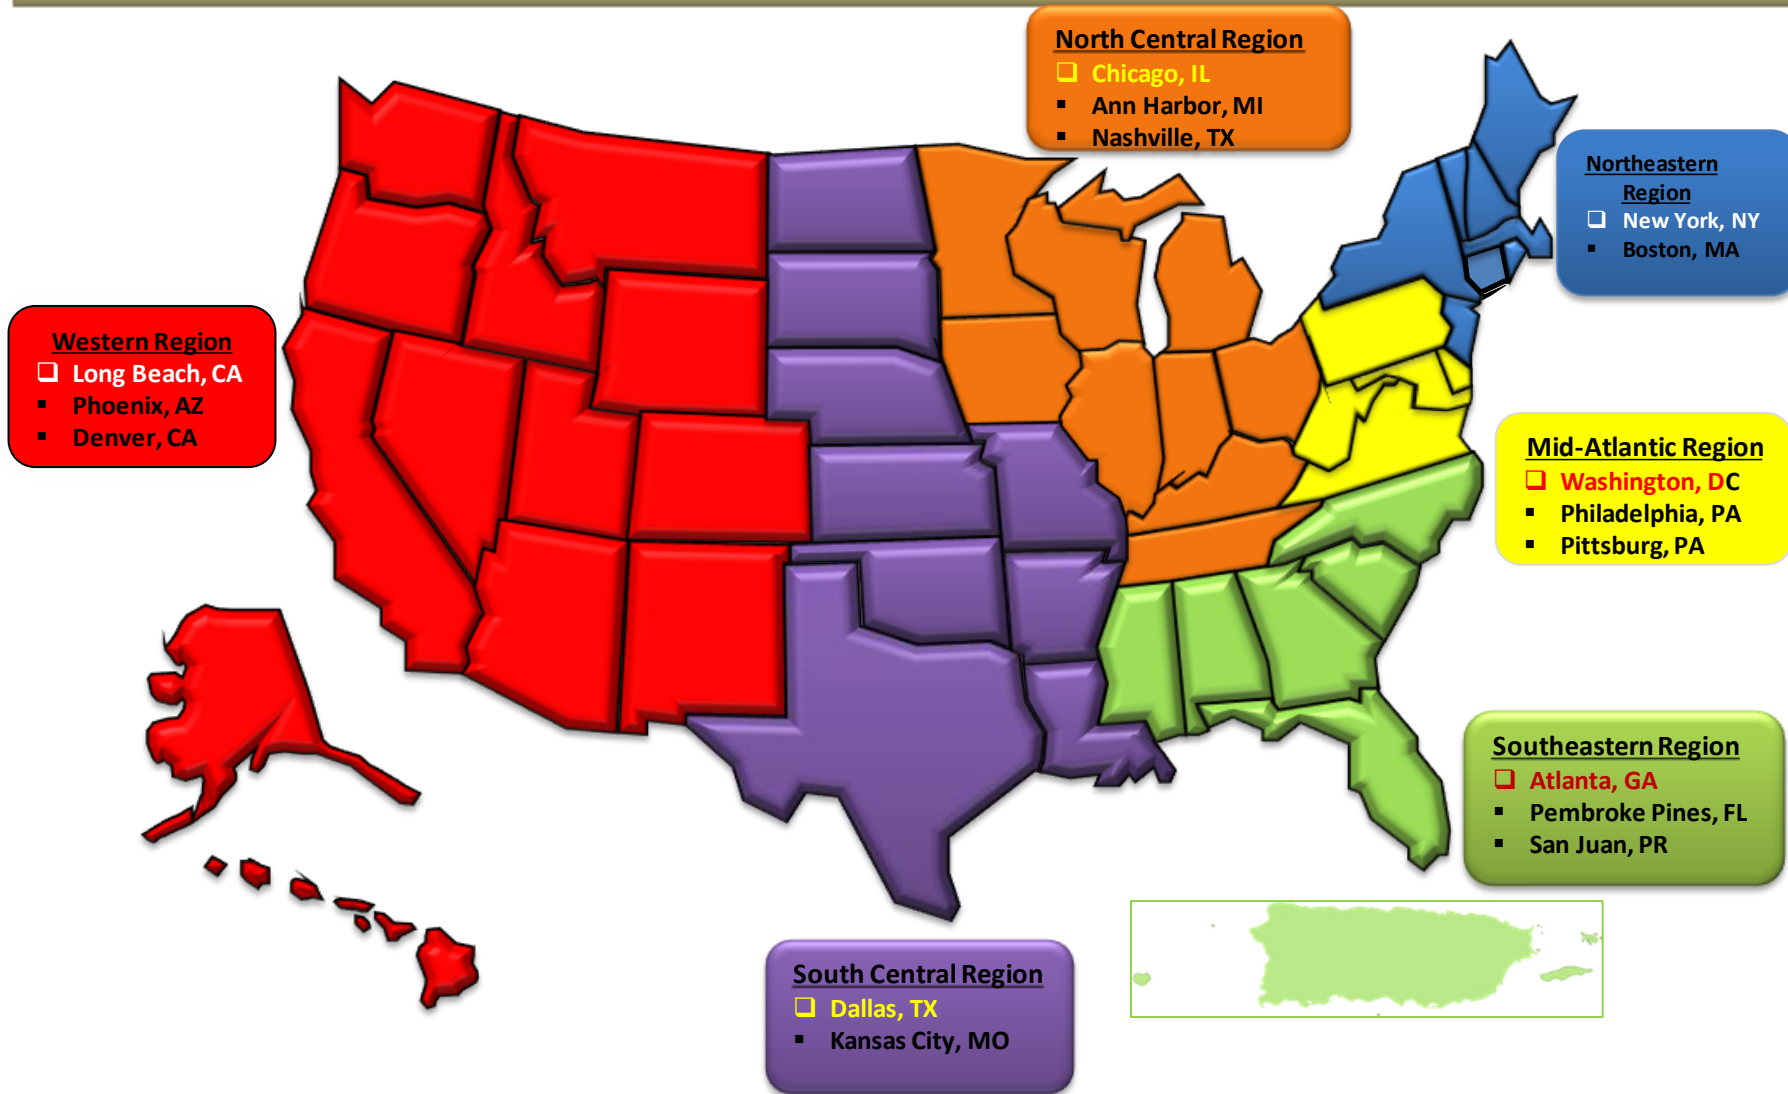 North Central Region
❑ Chicago, IL
▪ Ann Harbor, MI
▪ Nashville, TX
Northeastern
Region
❑ New York, NY
▪ Boston, MA
Western Region
❑ Long Beach, CA
▪ Phoenix, AZ
▪ Denver, CA
Mid-Atlantic Region
❑ Washington, DC
▪ Philadelphia, PA
▪ Pittsburg, PA
Southeastern Region
❑ Atlanta, GA
▪ Pembroke Pines, FL
▪ San Juan, PR
South Central Region
❑ Dallas, TX
▪ Kansas City, MO